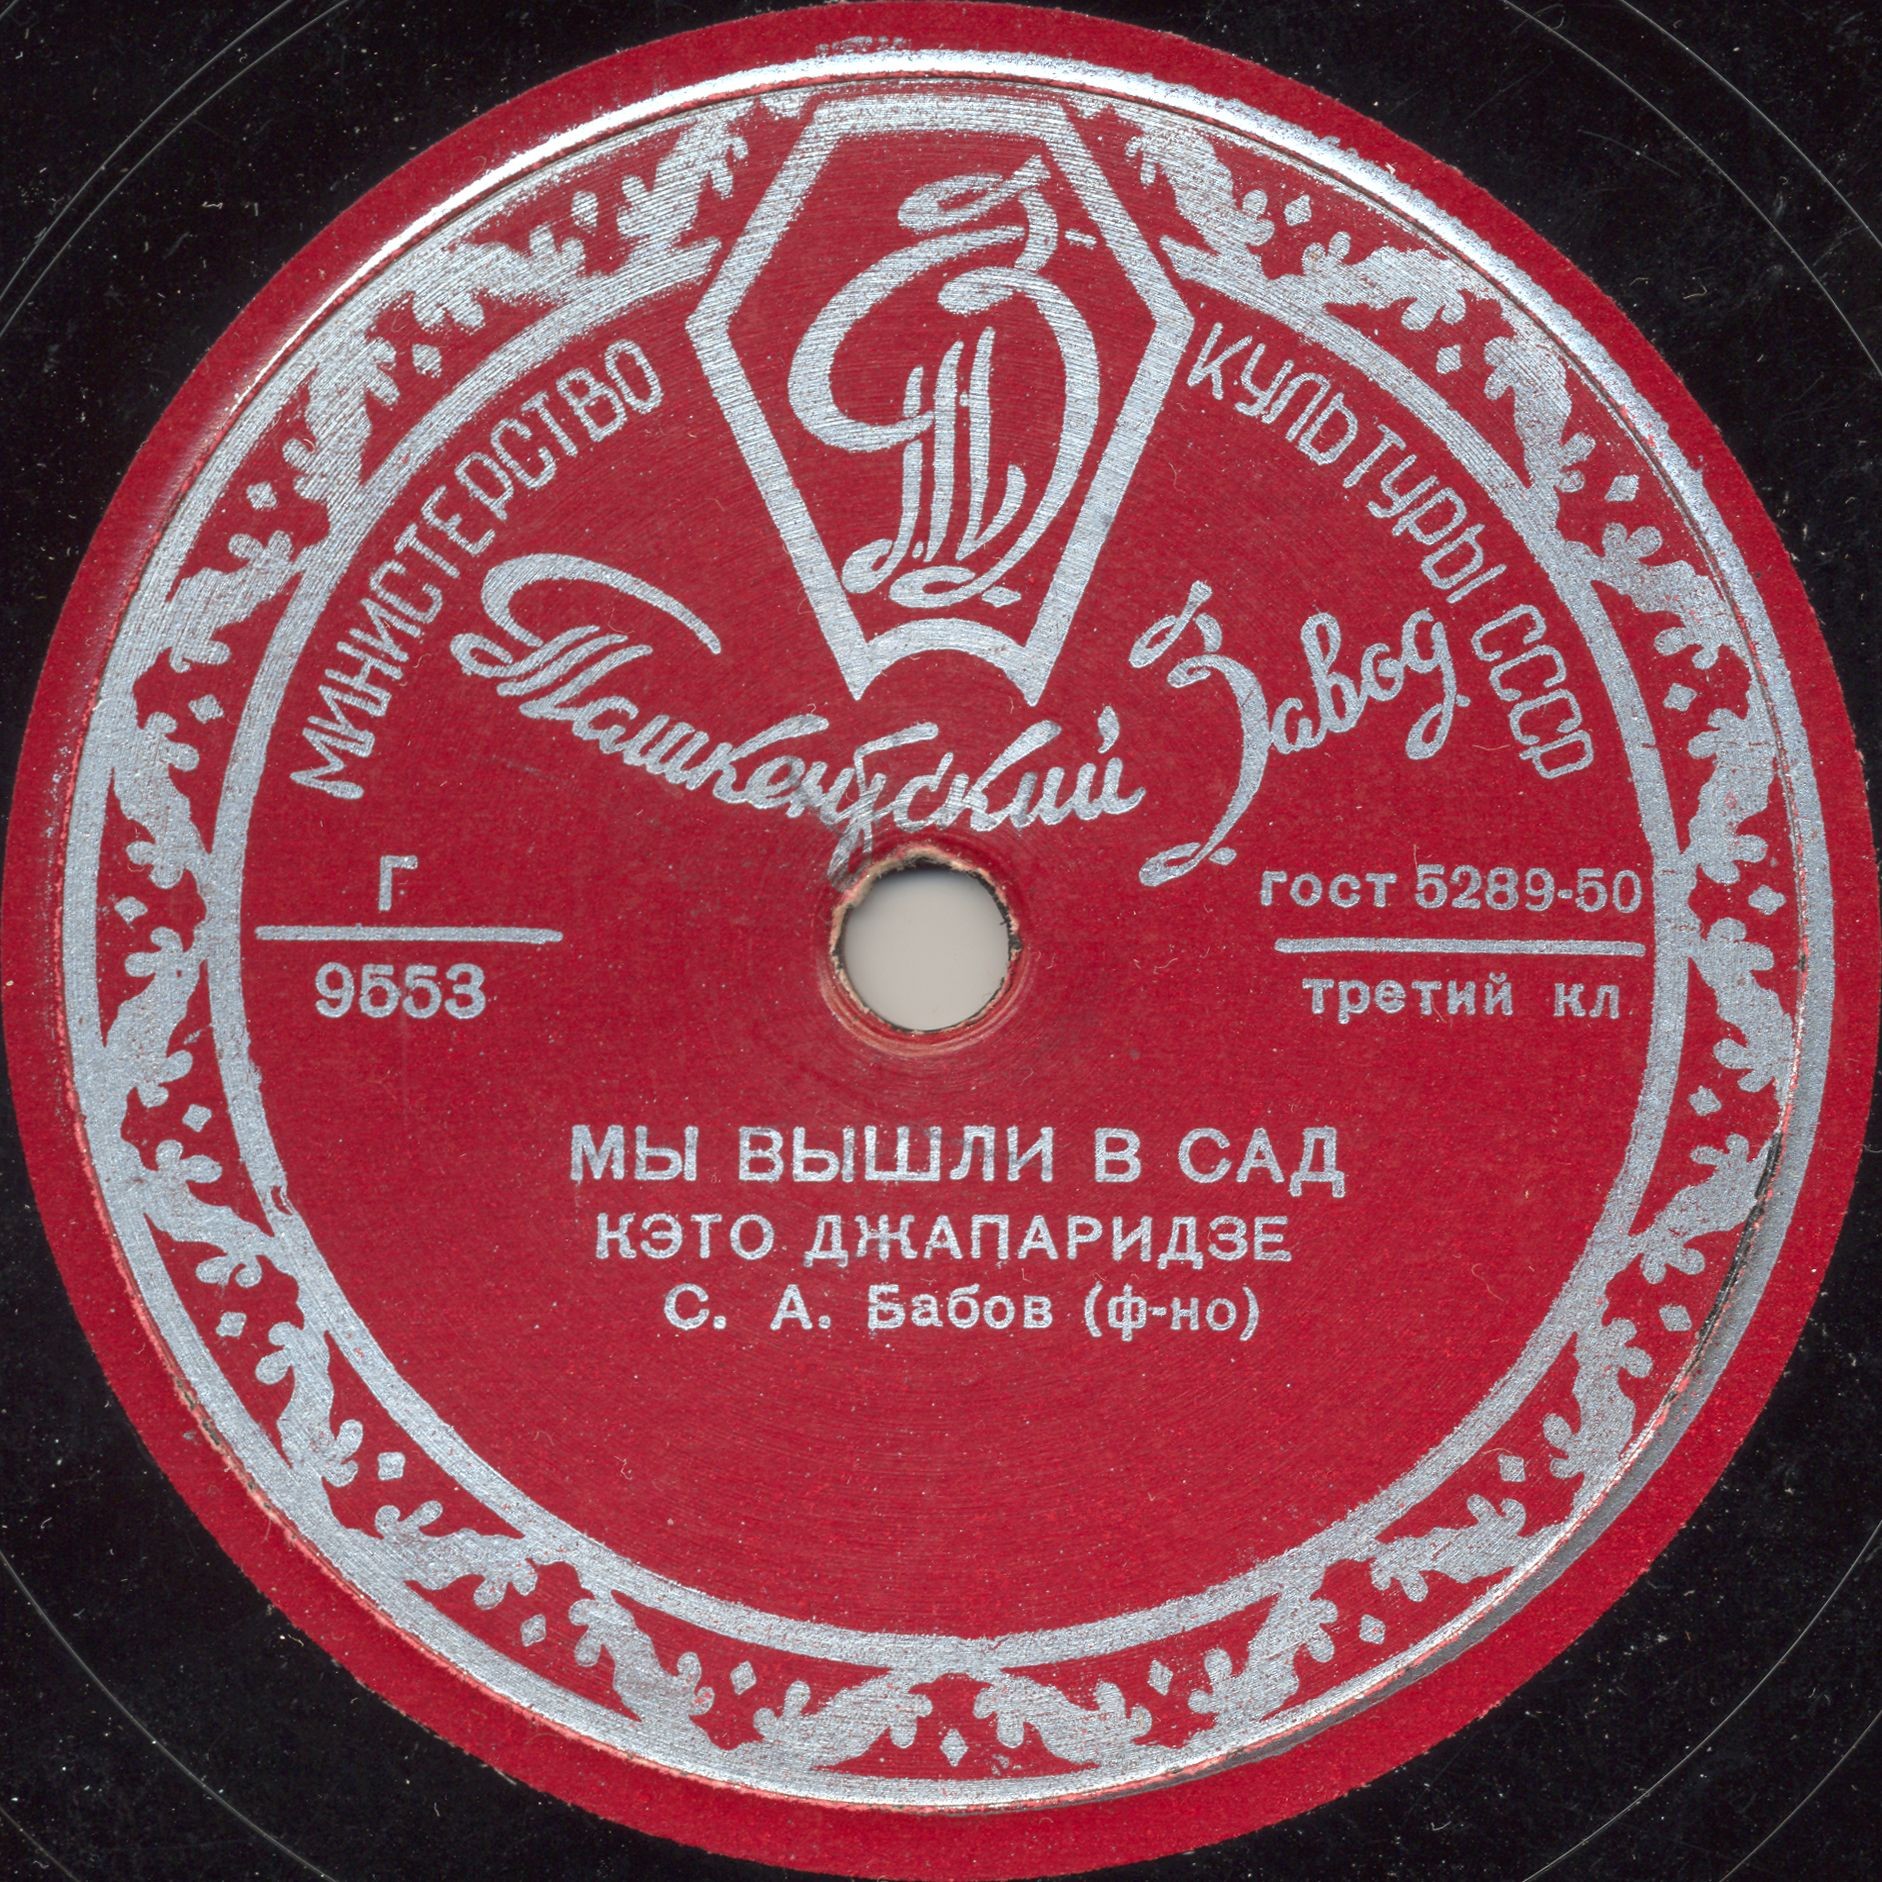 МИНИСТЕРСТВО КУЛЬТУРЫ СССР
Ташкентский Завод
Г
9553
ГОСТ 5289-50
третий кл
МЫ ВЫШЛИ В САД
КЭТО ДЖАПАРИДЗЕ
С. А. Бабов (ф-но)